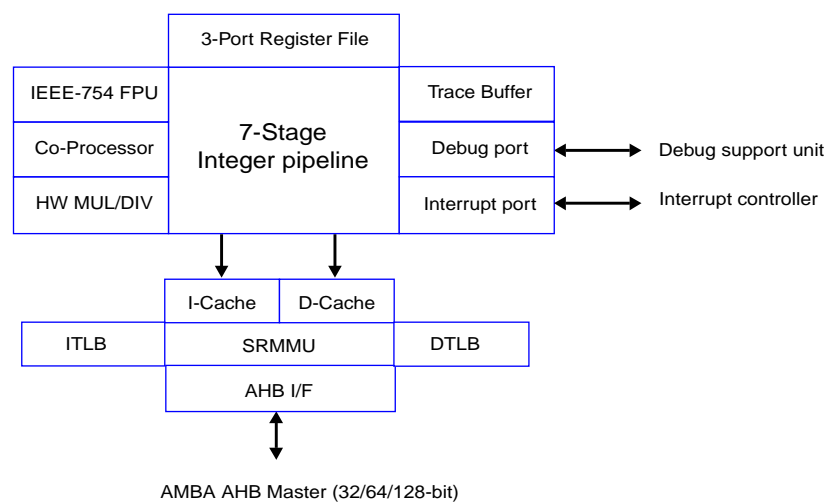 3-Port Register File
IEEE-754 FPU
Trace Buffer
7-Stage
Integer pipeline
Co-Processor
Debug port
Debug support unit
HW MUL/DIV
Interrupt port
Interrupt controller
I-Cache
D-Cache
ITLB
SRMMU
DTLB
AHB I/F
AMBA AHB Master (32/64/128-bit)